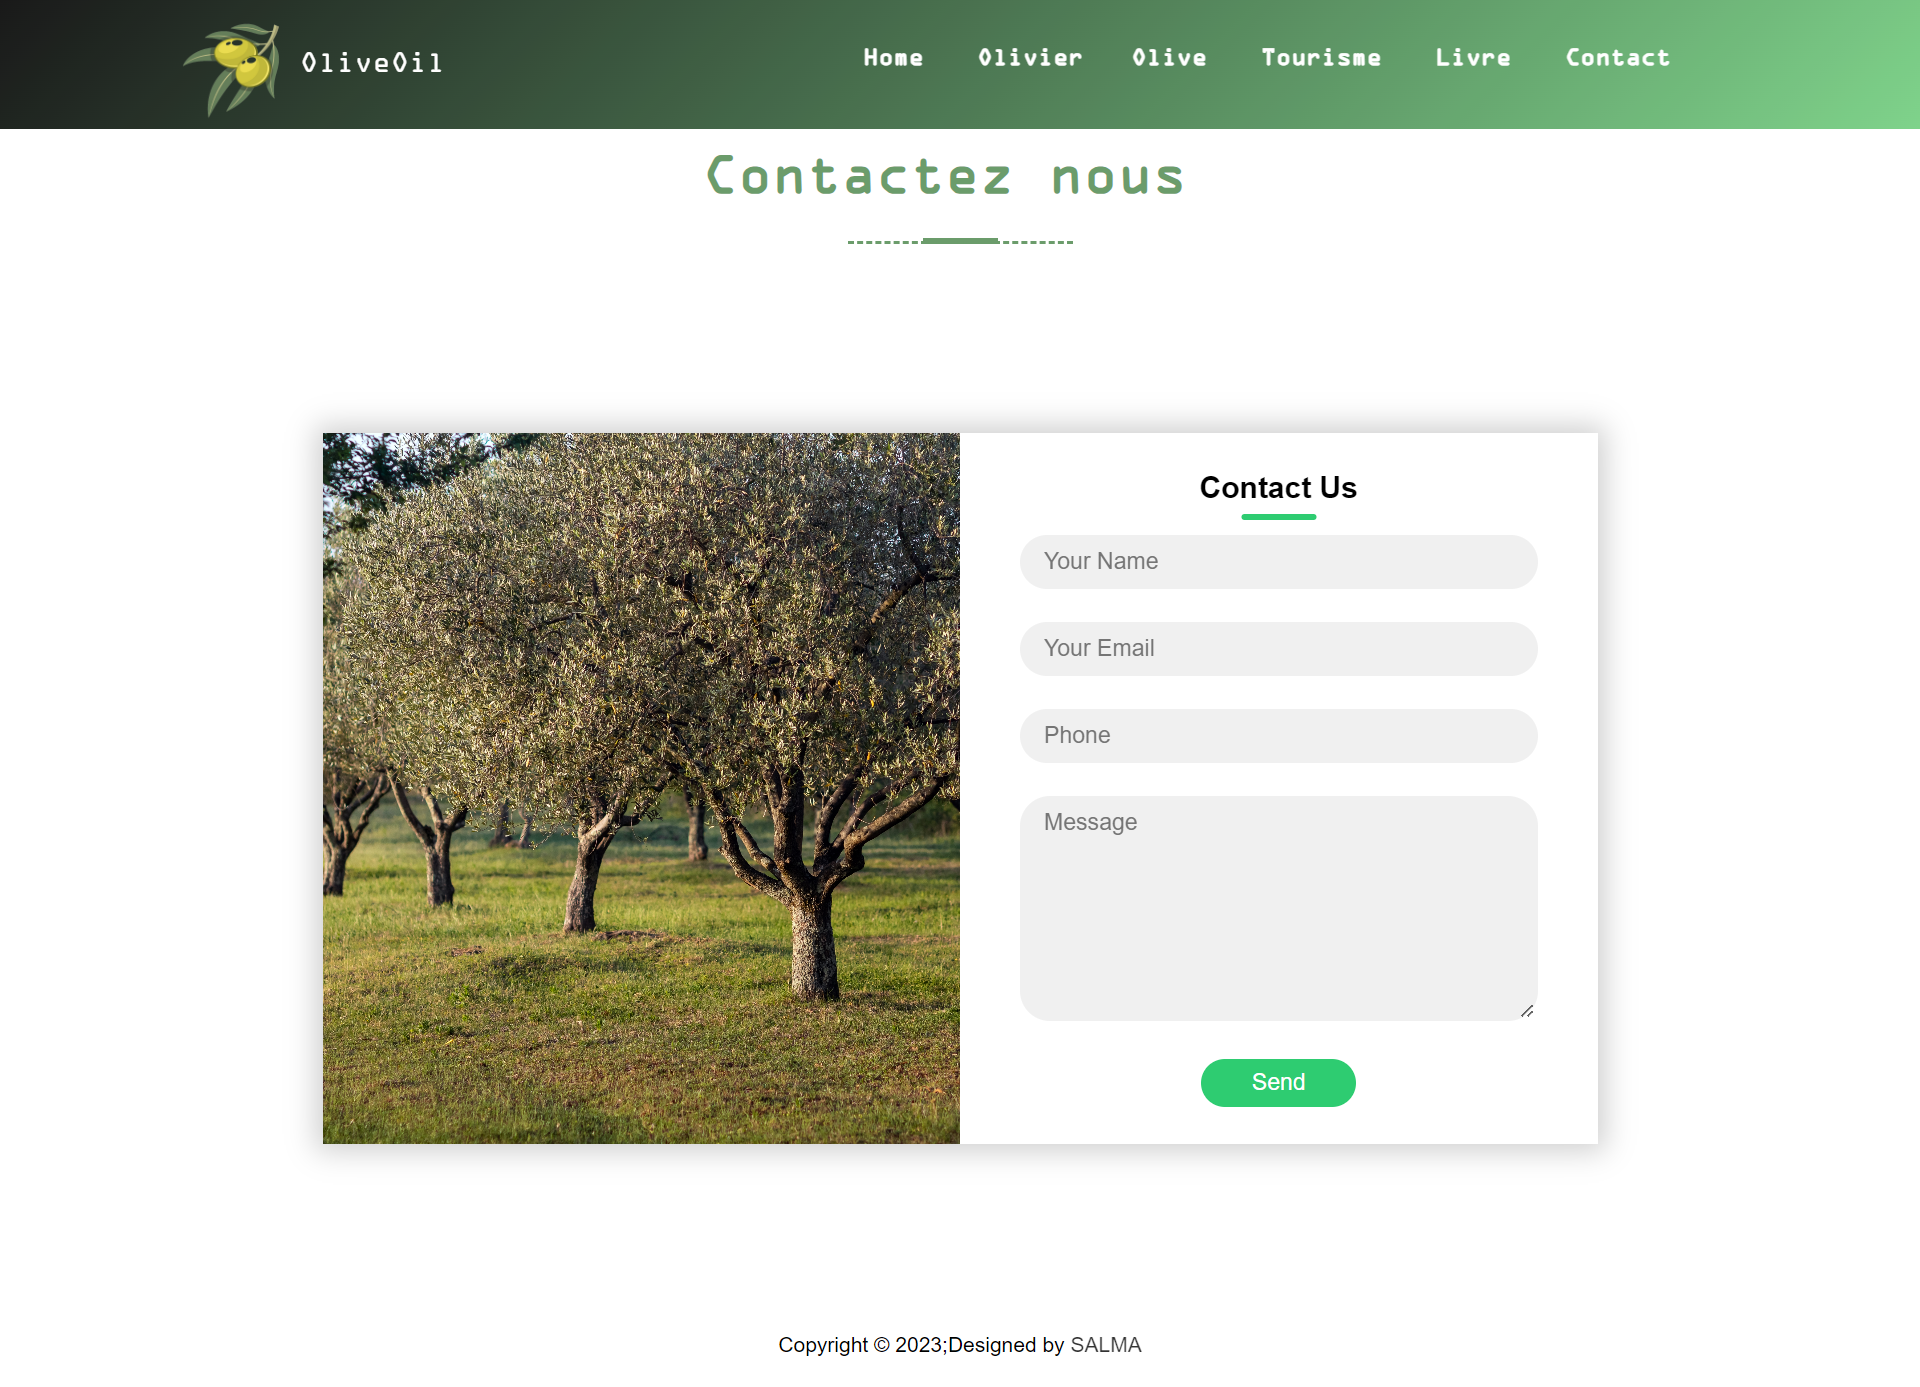 OliveOil
Home Olivier Olive Tourisme Livre Contact
Contactez nous
Contact Us
Your Name
Your Email
Phone
Message
Send
Copyright © 2023;Designed by SALMA